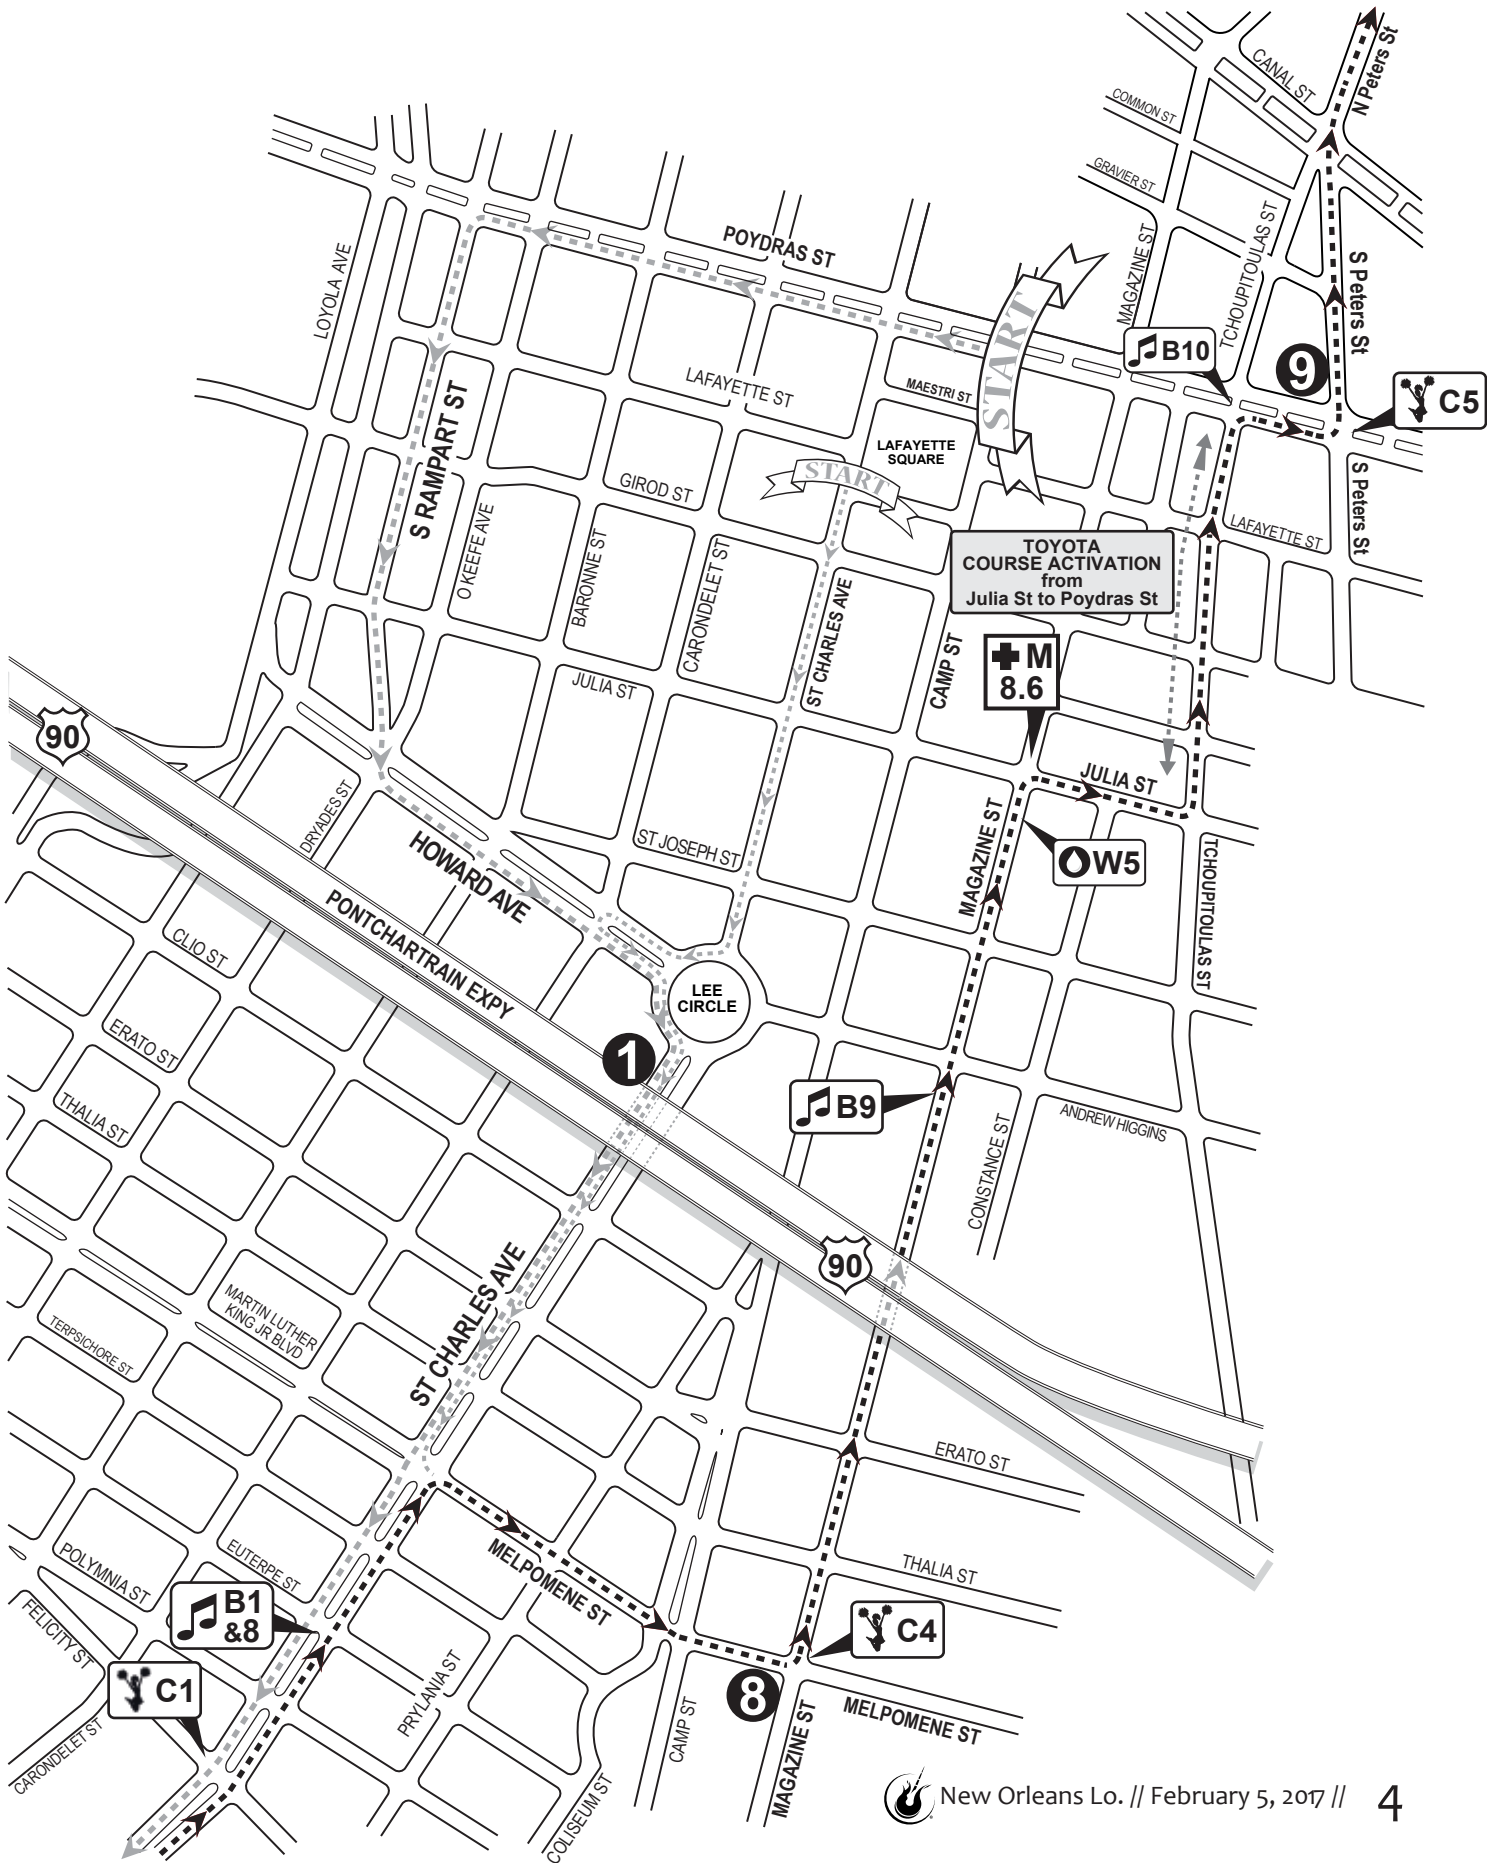 CANAL ST
N Peters St
COMMON ST
GRAVIER ST
MAGAZINE ST
TCHOUPITOULAS ST
S Peters St
LOYOLA AVE
POYDRAS ST
START
B10
9
C5
LAFAYETTE ST
MAESTRI ST
S RAMPART ST
LAFAYETTE
SQUARE
START
GIROD ST
S Peters St
LAFAYETTE ST
O KEEFE AVE
BARONNE ST
CARONDELET ST
ST CHARLES AVE
TOYOTA
COURSE ACTIVATION
from
Julia St to Poydras St
CAMP ST
M
8.6
JULIA ST
90
JULIA ST
DRYADES ST
HOWARD AVE
ST JOSEPH ST
MAGAZINE ST
W5
TCHOUPITOULAS ST
PONTCHARTRAIN EXPY
CLIO ST
LEE
CIRCLE
ERATO ST
1
THALIA ST
B9
CONSTANCE ST
ANDREW HIGGINS
90
ST CHARLES AVE
MARTIN LUTHER
KING JR BLVD
TERPSICHORE ST
ERATO ST
MELPOMENE ST
THALIA ST
EUTERPE ST
POLYMNIA ST
FELICITY ST
B1
&8
C4
C1
PRYLANIA ST
8
CARONDELET ST
CAMP ST
MAGAZINE ST
MELPOMENE ST
COLISEUM ST
New Orleans Lo. // February 5, 2017 // 4